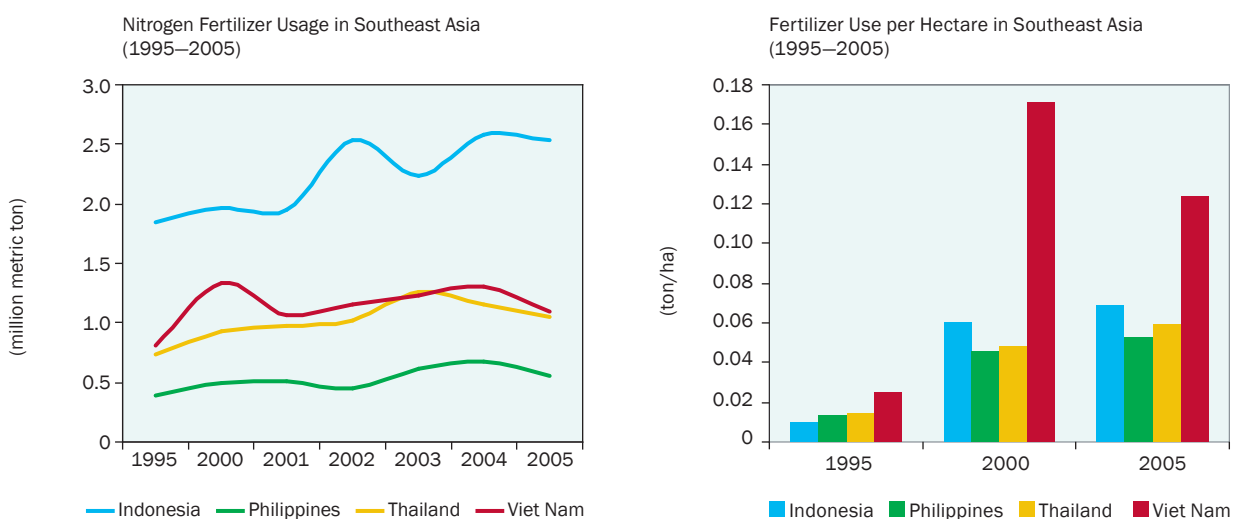 Nitrogen Fertilizer Usage in Southeast Asia
(1995—2005)
(million metric ton)
3.0
2.5
2.0
1.5
1.0
0.5
0
1995 2000 2001 2002 2003 2004 2005
Indonesia Philippines Thailand Viet Nam
Fertilizer Use per Hectare in Southeast Asia
(1995—2005)
(ton/ha)
0.18
0.16
0.14
0.12
0.10
0.08
0.06
0.04
0.02
0
1995 2000 2005
Indonesia Philippines Thailand Viet Nam